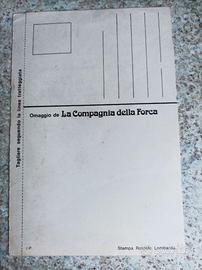 Tagliare seguendo la linea tratteggiata
Omaggio de La Compagnia della Forca
I.P.
Stampa Rotolito Lombarda